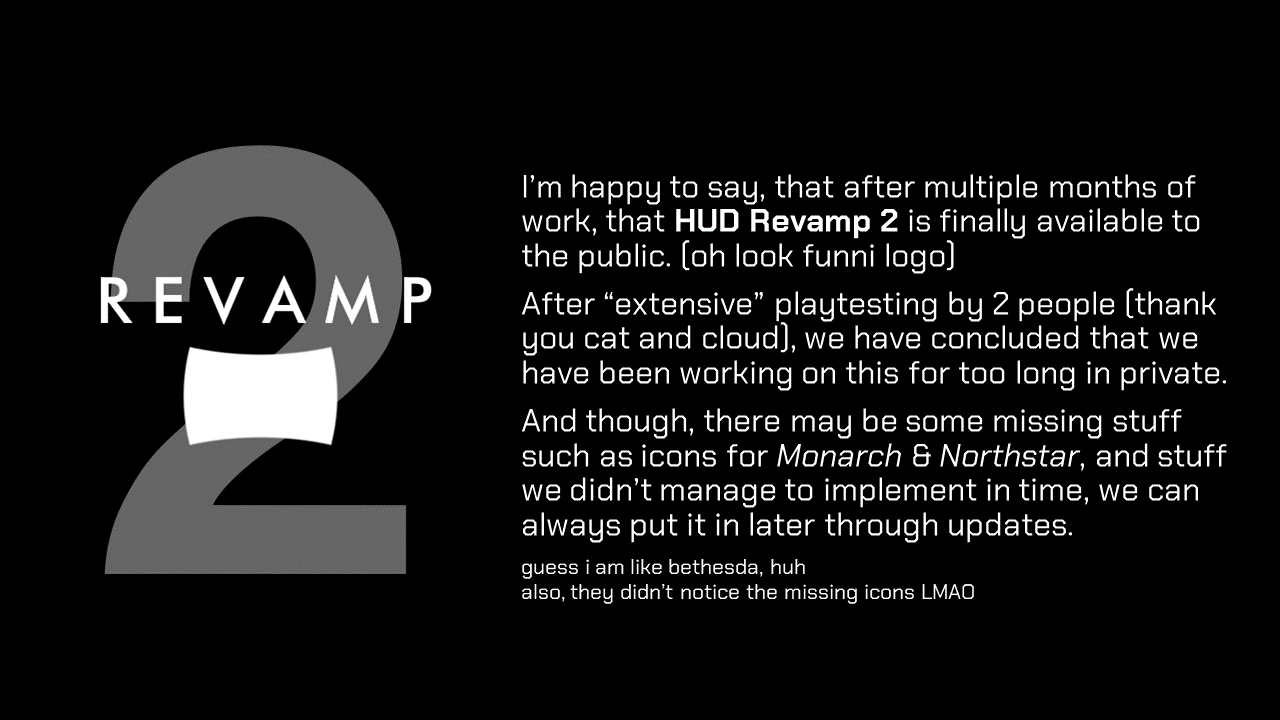 2
REVAMP
I’m happy to say, that after multiple months of
work, that HUD Revamp 2 is finally available to
the public. (oh look funni logo)
After “extensive” playtesting by 2 people (thank
you cat and cloud), we have concluded that we
have been working on this for too long in private.
And though, there may be some missing stuff
such as icons for Monarch & Northstar, and stuff
we didn’t manage to implement in time, we can
always put it in later through updates.
guess i am like bethesda, huh
also, they didn’t notice the missing icons LMAO